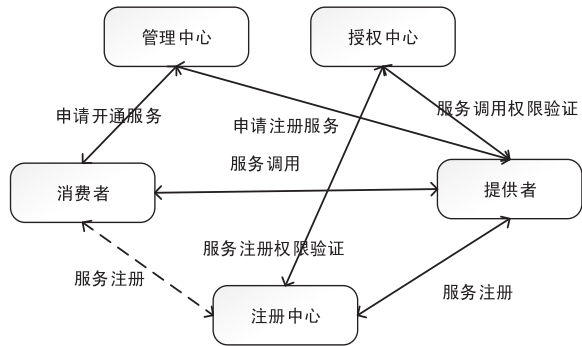 管理中心
授权中心
申请开通服务
申请注册服务
服务调用权限验证
服务调用
消费者
提供者
服务注册权限验证
服务注册
服务注册
注册中心